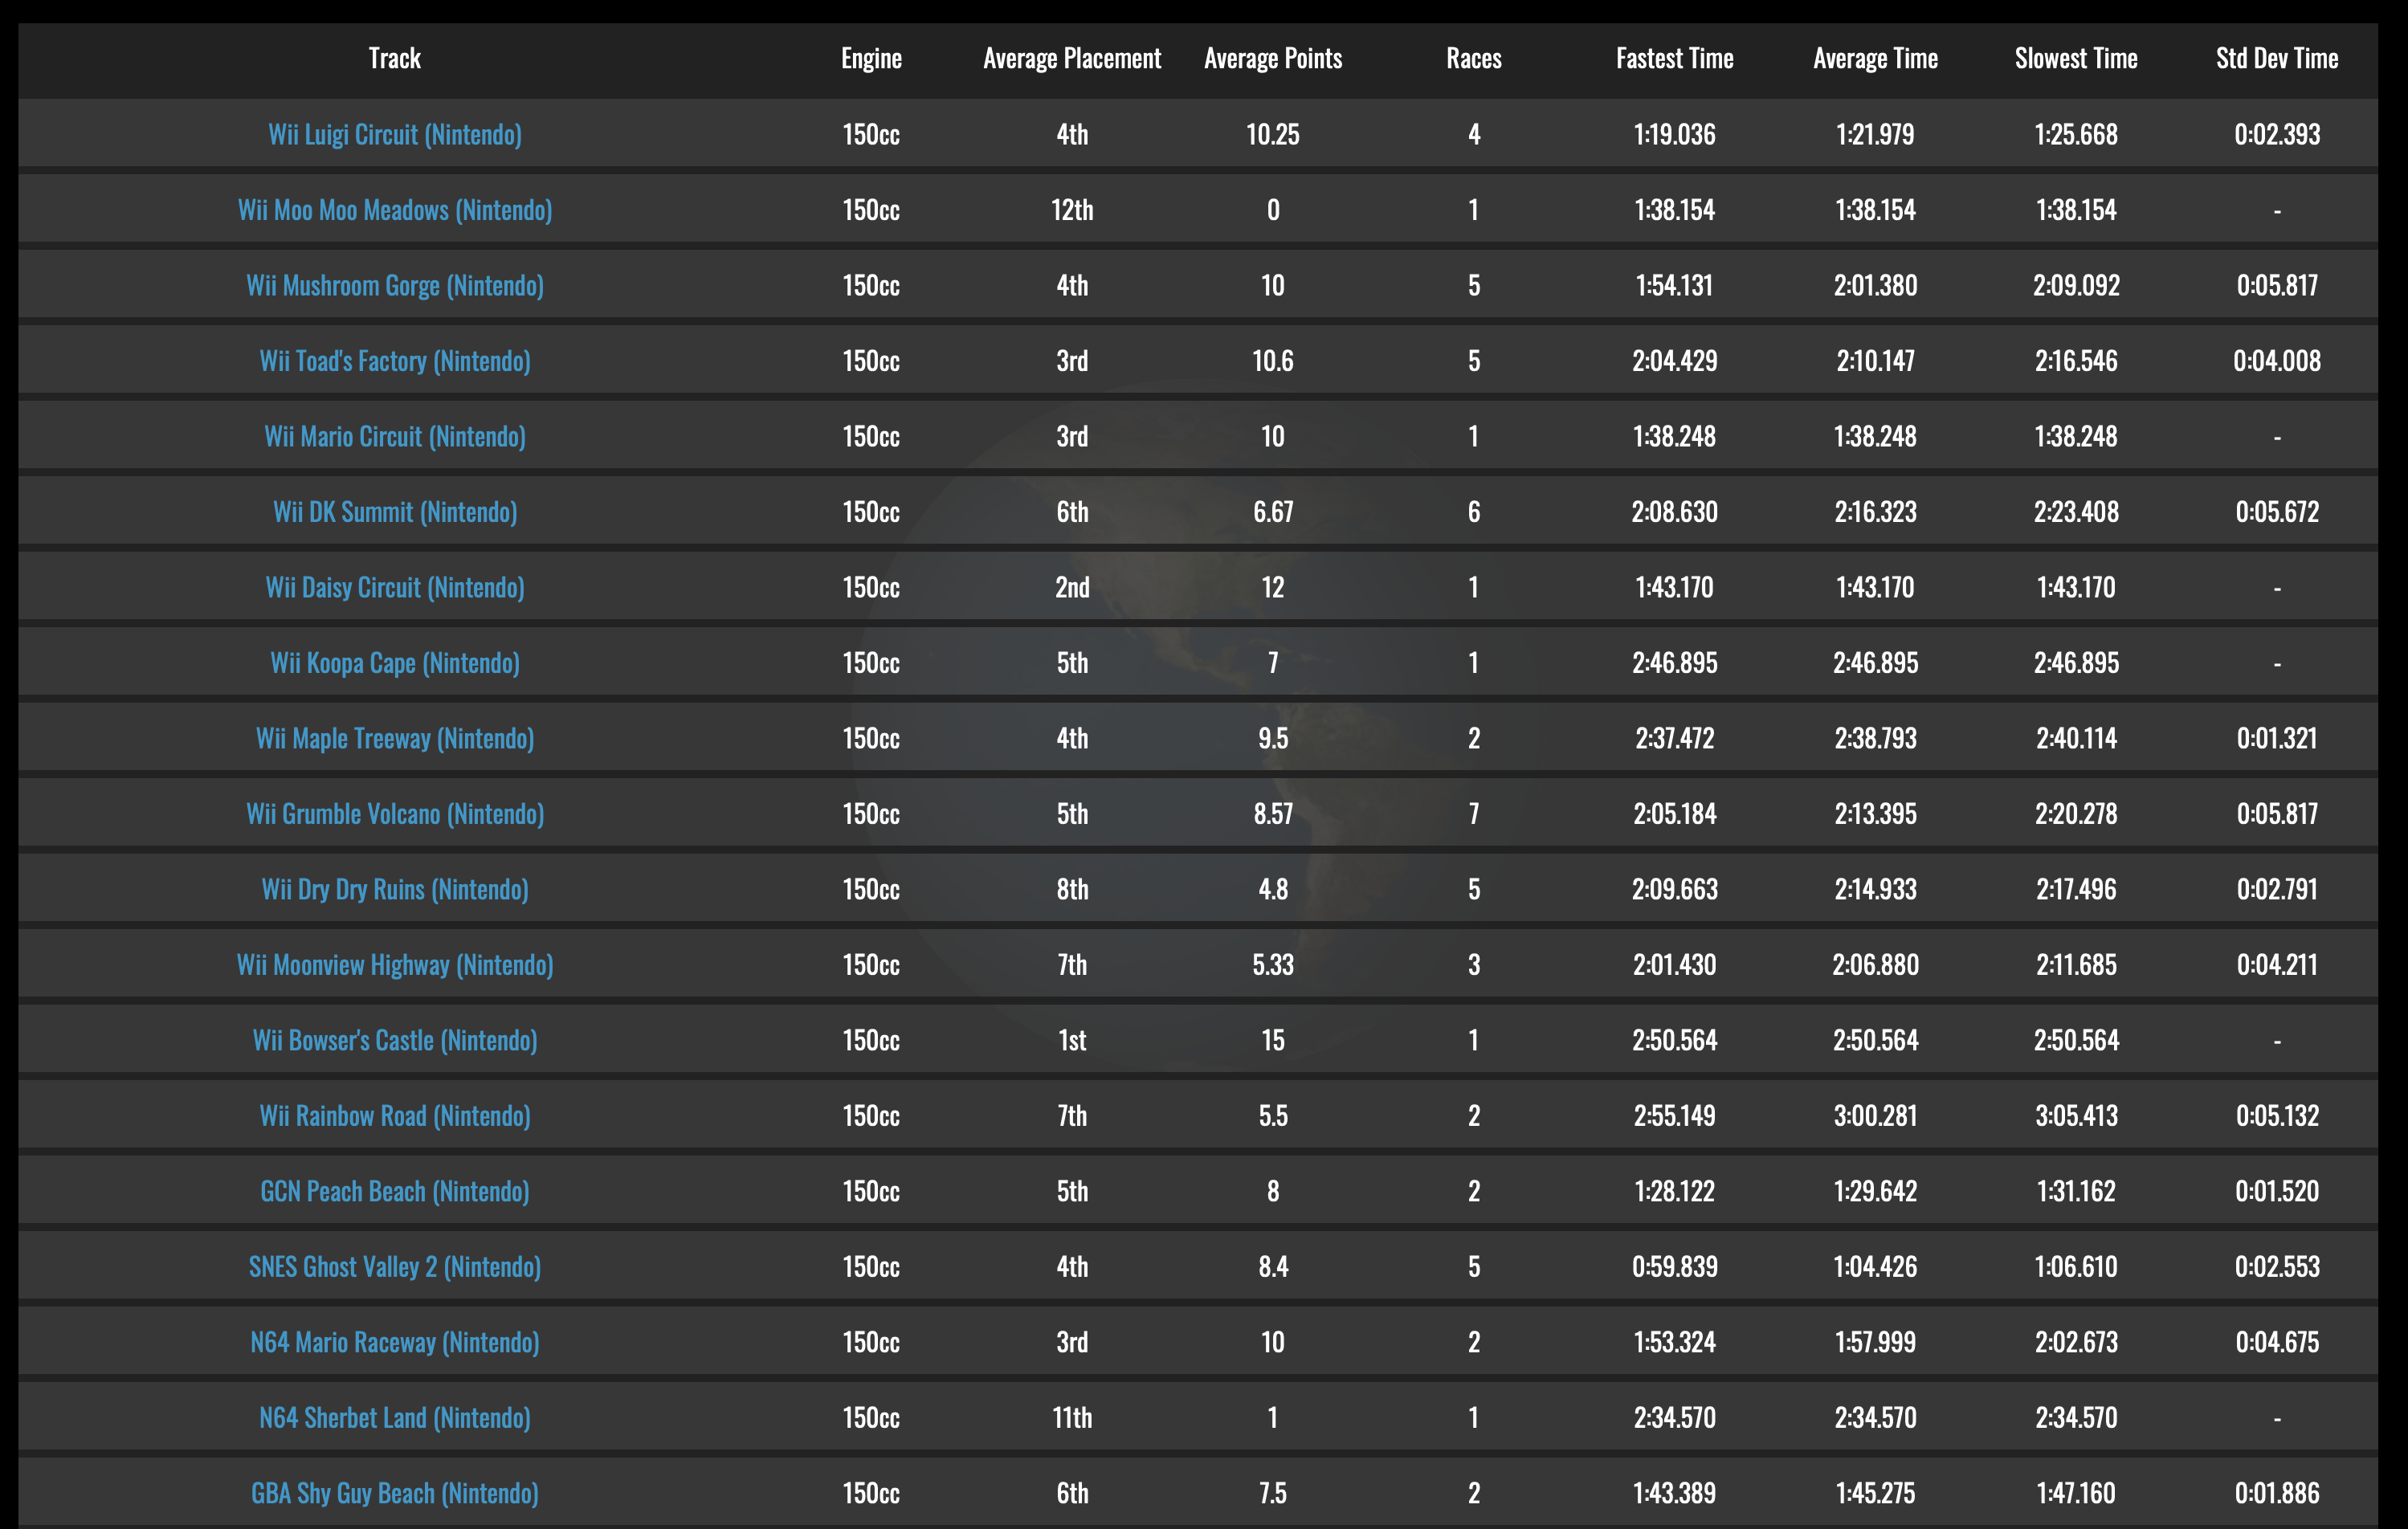 Track Engine Average Placement Average Points Races Fastest Time Average Time Slowest Time Std Dev Time
Wii Luigi Circuit (Nintendo) 150cc 4th 10.25 4 1:19.036 1:21.979 1:25.668 0:02.393
Wii Moo Moo Meadows (Nintendo) 150cc 12th 0 1 1:38.154 1:38.154 1:38.154 -
Wii Mushroom Gorge (Nintendo) 150cc 4th 10 5 1:54.131 2:01.380 2:09.092 0:05.817
Wii Toad's Factory (Nintendo) 150cc 3rd 10.6 5 2:04.429 2:10.147 2:16.546 0:04.008
Wii Mario Circuit (Nintendo) 150cc 3rd 10 1 1:38.248 1:38.248 1:38.248 -
Wii DK Summit (Nintendo) 150cc 6th 6.67 6 2:08.630 2:16.323 2:23.408 0:05.672
Wii Daisy Circuit (Nintendo) 150cc 2nd 12 1 1:43.170 1:43.170 1:43.170 -
Wii Koopa Cape (Nintendo) 150cc 5th 7 1 2:46.895 2:46.895 2:46.895 -
Wii Maple Treeway (Nintendo) 150cc 4th 9.5 2 2:37.472 2:38.793 2:40.114 0:01.321
Wii Grumble Volcano (Nintendo) 150cc 5th 8.57 7 2:05.184 2:13.395 2:20.278 0:05.817
Wii Dry Dry Ruins (Nintendo) 150cc 8th 4.8 5 2:09.663 2:14.933 2:17.496 0:02.791
Wii Moonview Highway (Nintendo) 150cc 7th 5.33 3 2:01.430 2:06.880 2:11.685 0:04.211
Wii Bowser's Castle (Nintendo) 150cc 1st 15 1 2:50.564 2:50.564 2:50.564 -
Wii Rainbow Road (Nintendo) 150cc 7th 5.5 2 2:55.149 3:00.281 3:05.413 0:05.132
GCN Peach Beach (Nintendo) 150cc 5th 8 2 1:28.122 1:29.642 1:31.162 0:01.520
SNES Ghost Valley 2 (Nintendo) 150cc 4th 8.4 5 0:59.839 1:04.426 1:06.610 0:02.553
N64 Mario Raceway (Nintendo) 150cc 3rd 10 2 1:53.324 1:57.999 2:02.673 0:04.675
N64 Sherbet Land (Nintendo) 150cc 11th 1 1 2:34.570 2:34.570 2:34.570 -
GBA Shy Guy Beach (Nintendo) 150cc 6th 7.5 2 1:43.389 1:45.275 1:47.160 0:01.886